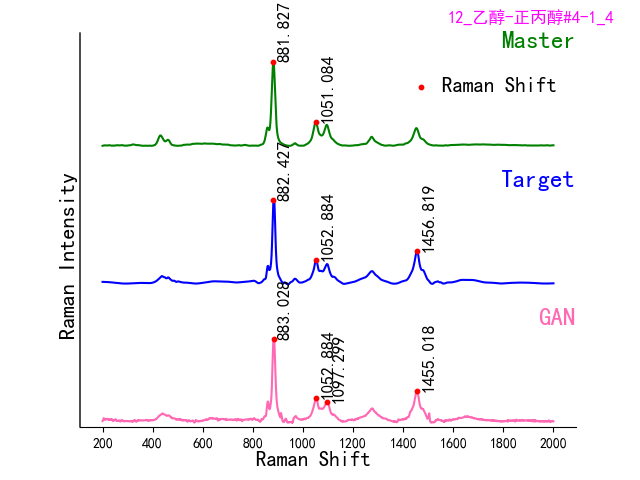 12_乙醇-正丙醇#4-1_4
Master
881.827
1051.084
Raman Shift
Target
882.427
1052.884
1456.819
GAN
883.028
1052.884
1097.299
1455.018
Raman Intensity
200 400 600 800 1000 1200 1400 1600 1800 2000
Raman Shift